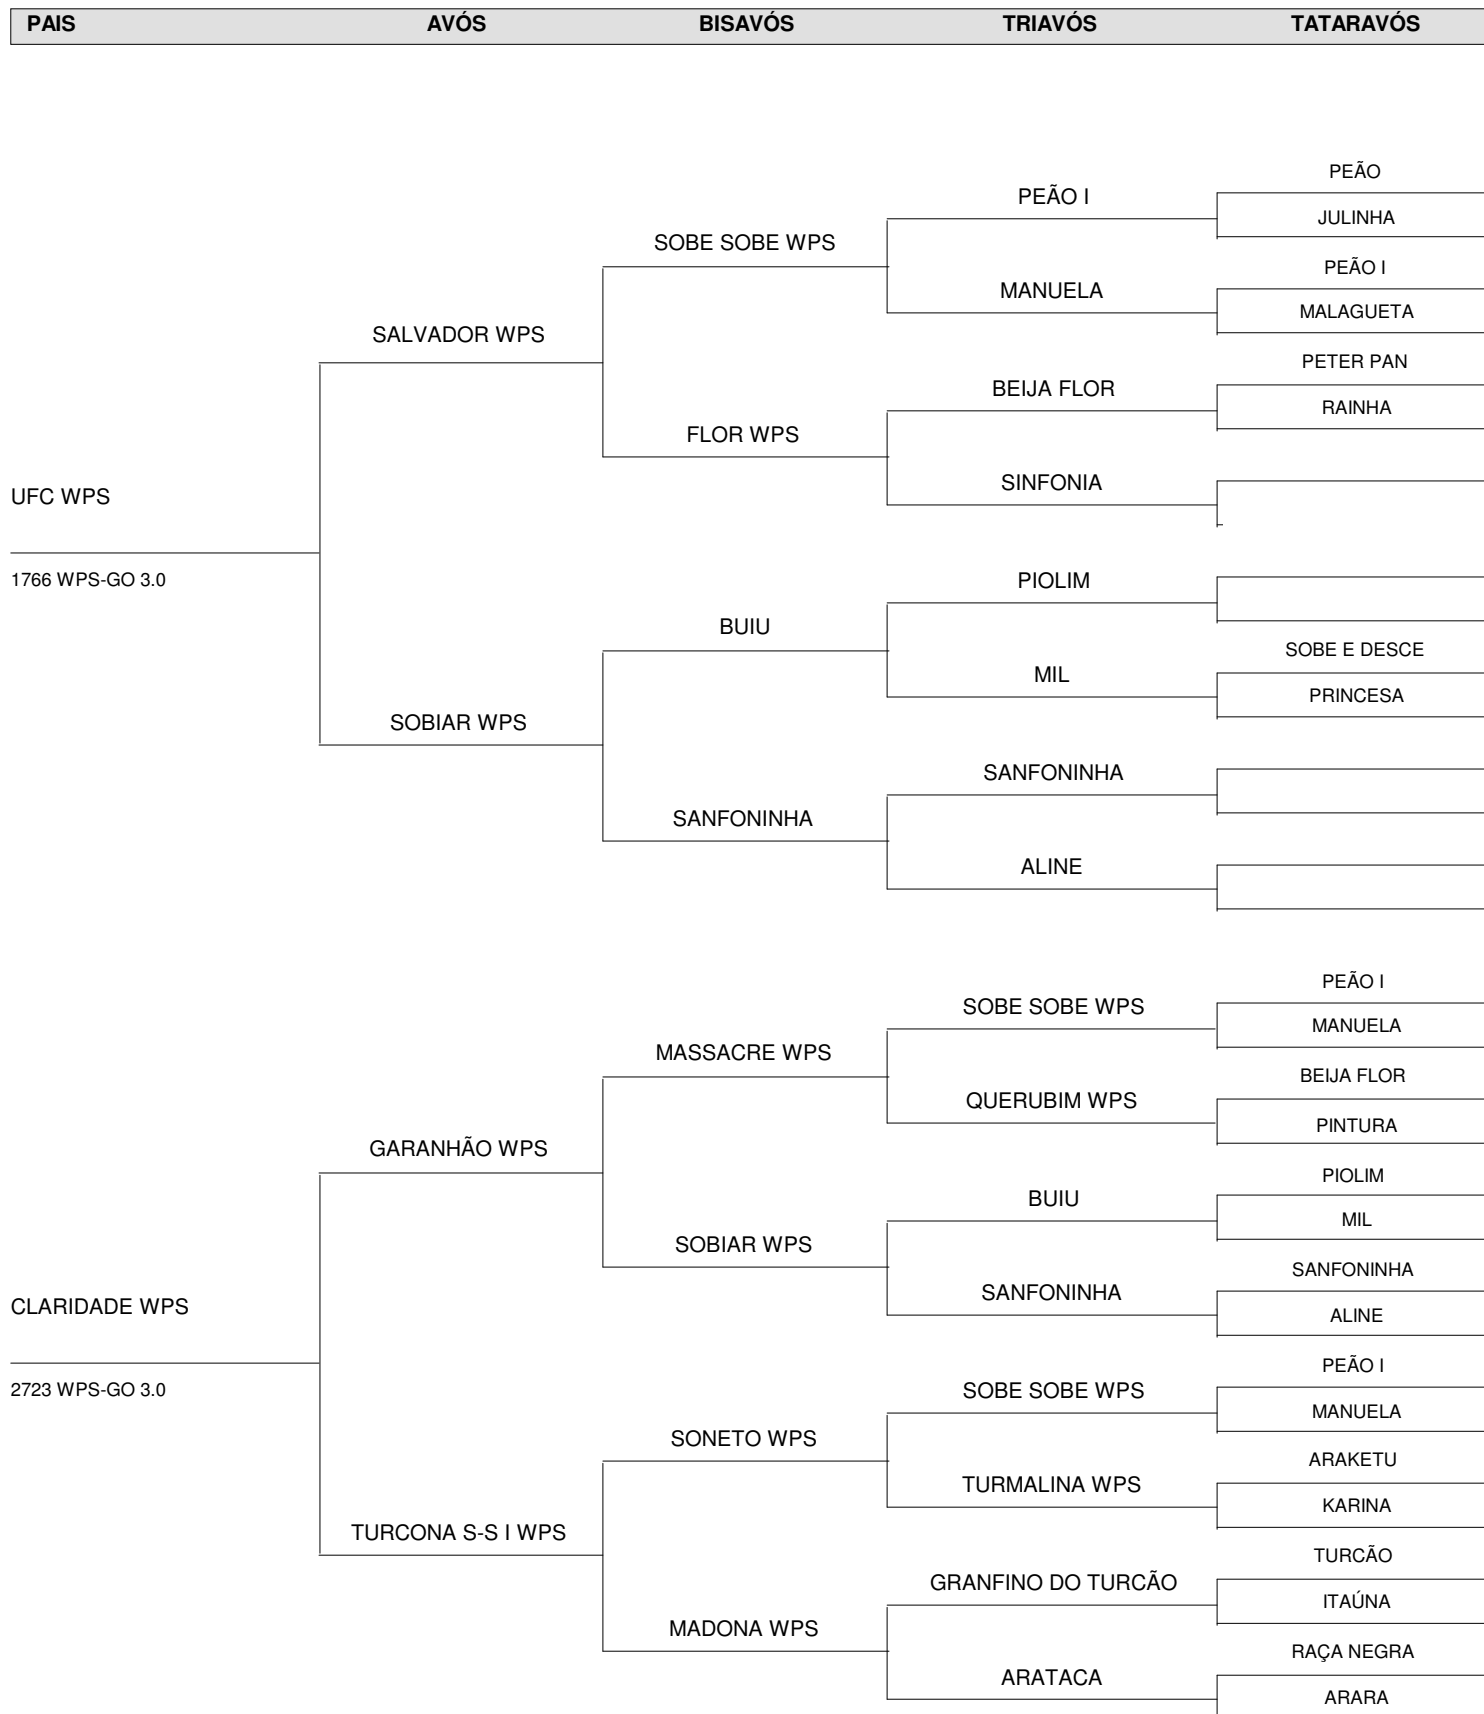 PAIS AVÓS BISAVÓS TRIAVÓS TATARAVÓS
PEÃO
PEÃO I
JULINHA
SOBE SOBE WPS
PEÃO I
MANUELA
MALAGUETA
SALVADOR WPS
PETER PAN
BEIJA FLOR
RAINHA
FLOR WPS
SINFONIA
UFC WPS
1766 WPS-GO 3.0
PIOLIM
BUIU
SOBE E DESCE
MIL
PRINCESA
SOBIAR WPS
SANFONINHA
SANFONINHA
ALINE
PEÃO I
SOBE SOBE WPS
MANUELA
MASSACRE WPS
BEIJA FLOR
QUERUBIM WPS
PINTURA
GARANHÃO WPS
PIOLIM
BUIU
MIL
SOBIAR WPS
SANFONINHA
SANFONINHA
CLARIDADE WPS
ALINE
PEÃO I
2723 WPS-GO 3.0
SOBE SOBE WPS
MANUELA
SONETO WPS
ARAKETU
TURMALINA WPS
KARINA
TURCONA S-S I WPS
TURCÃO
GRANFINO DO TURCÃO
ITAÚNA
MADONA WPS
RAÇA NEGRA
ARATACA
ARARA